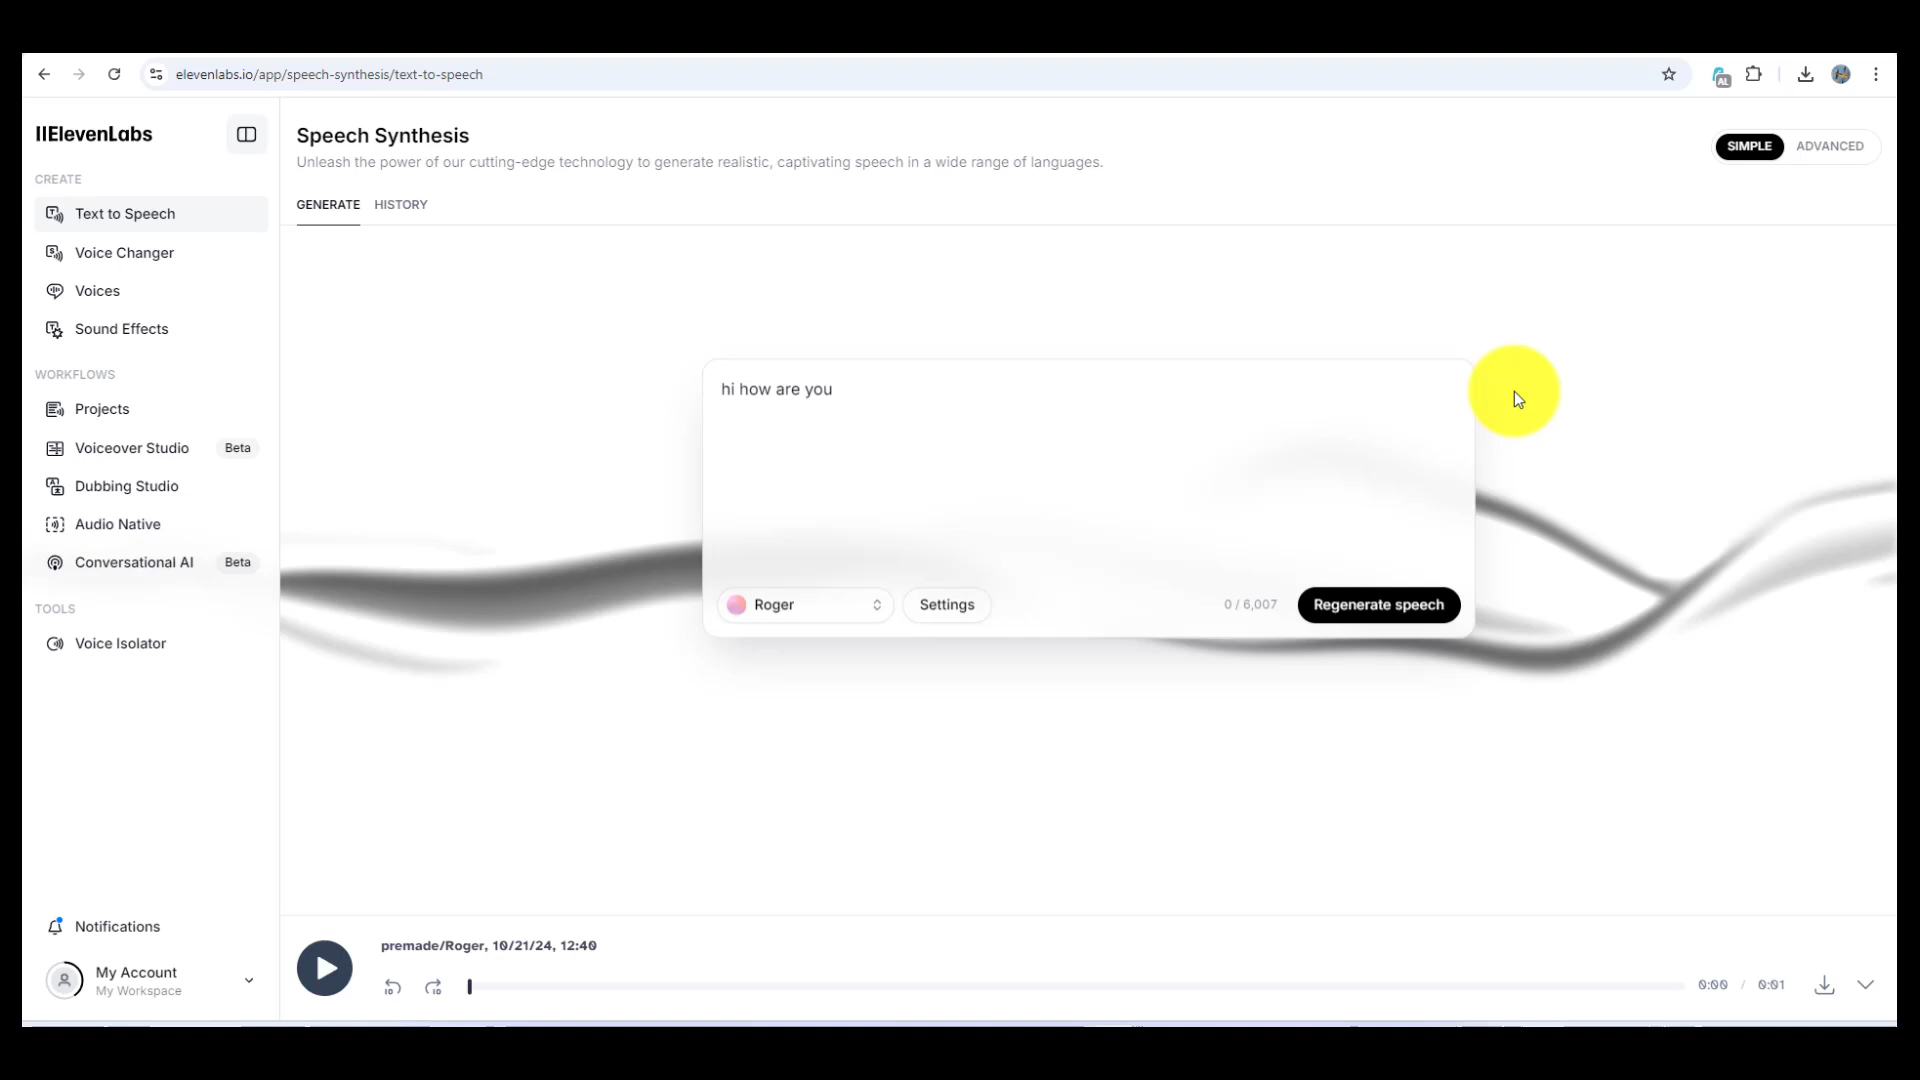 elevenlabs.io/app/speech-synthesis/text-to-speech
AL
IIElevenLabs
CREATE
Text to Speech
Voice Changer
Voices
Sound Effects
WORKFLOWS
Projects
Voiceover Studio Beta
Dubbing Studio
Audio Native
Conversational AI Beta
TOOLS
Voice Isolator
Notifications
My Account
My Workspace
Speech Synthesis
Unleash the power of our cutting-edge technology to generate realistic, captivating speech in a wide range of languages.
SIMPLE ADVANCED
GENERATE HISTORY
hi how are you
Roger Settings 0 / 6,007 Regenerate speech
premade/Roger, 10/21/24, 12:40
10 10 0:00 / 0:01